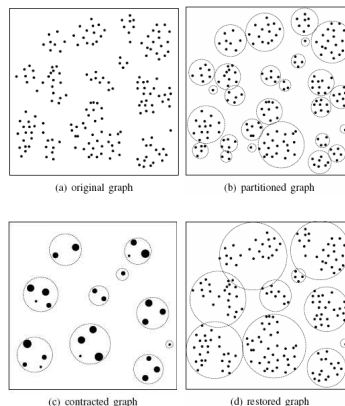 (a) original graph
(b) partitioned graph
(c) contracted graph
(d) restored graph